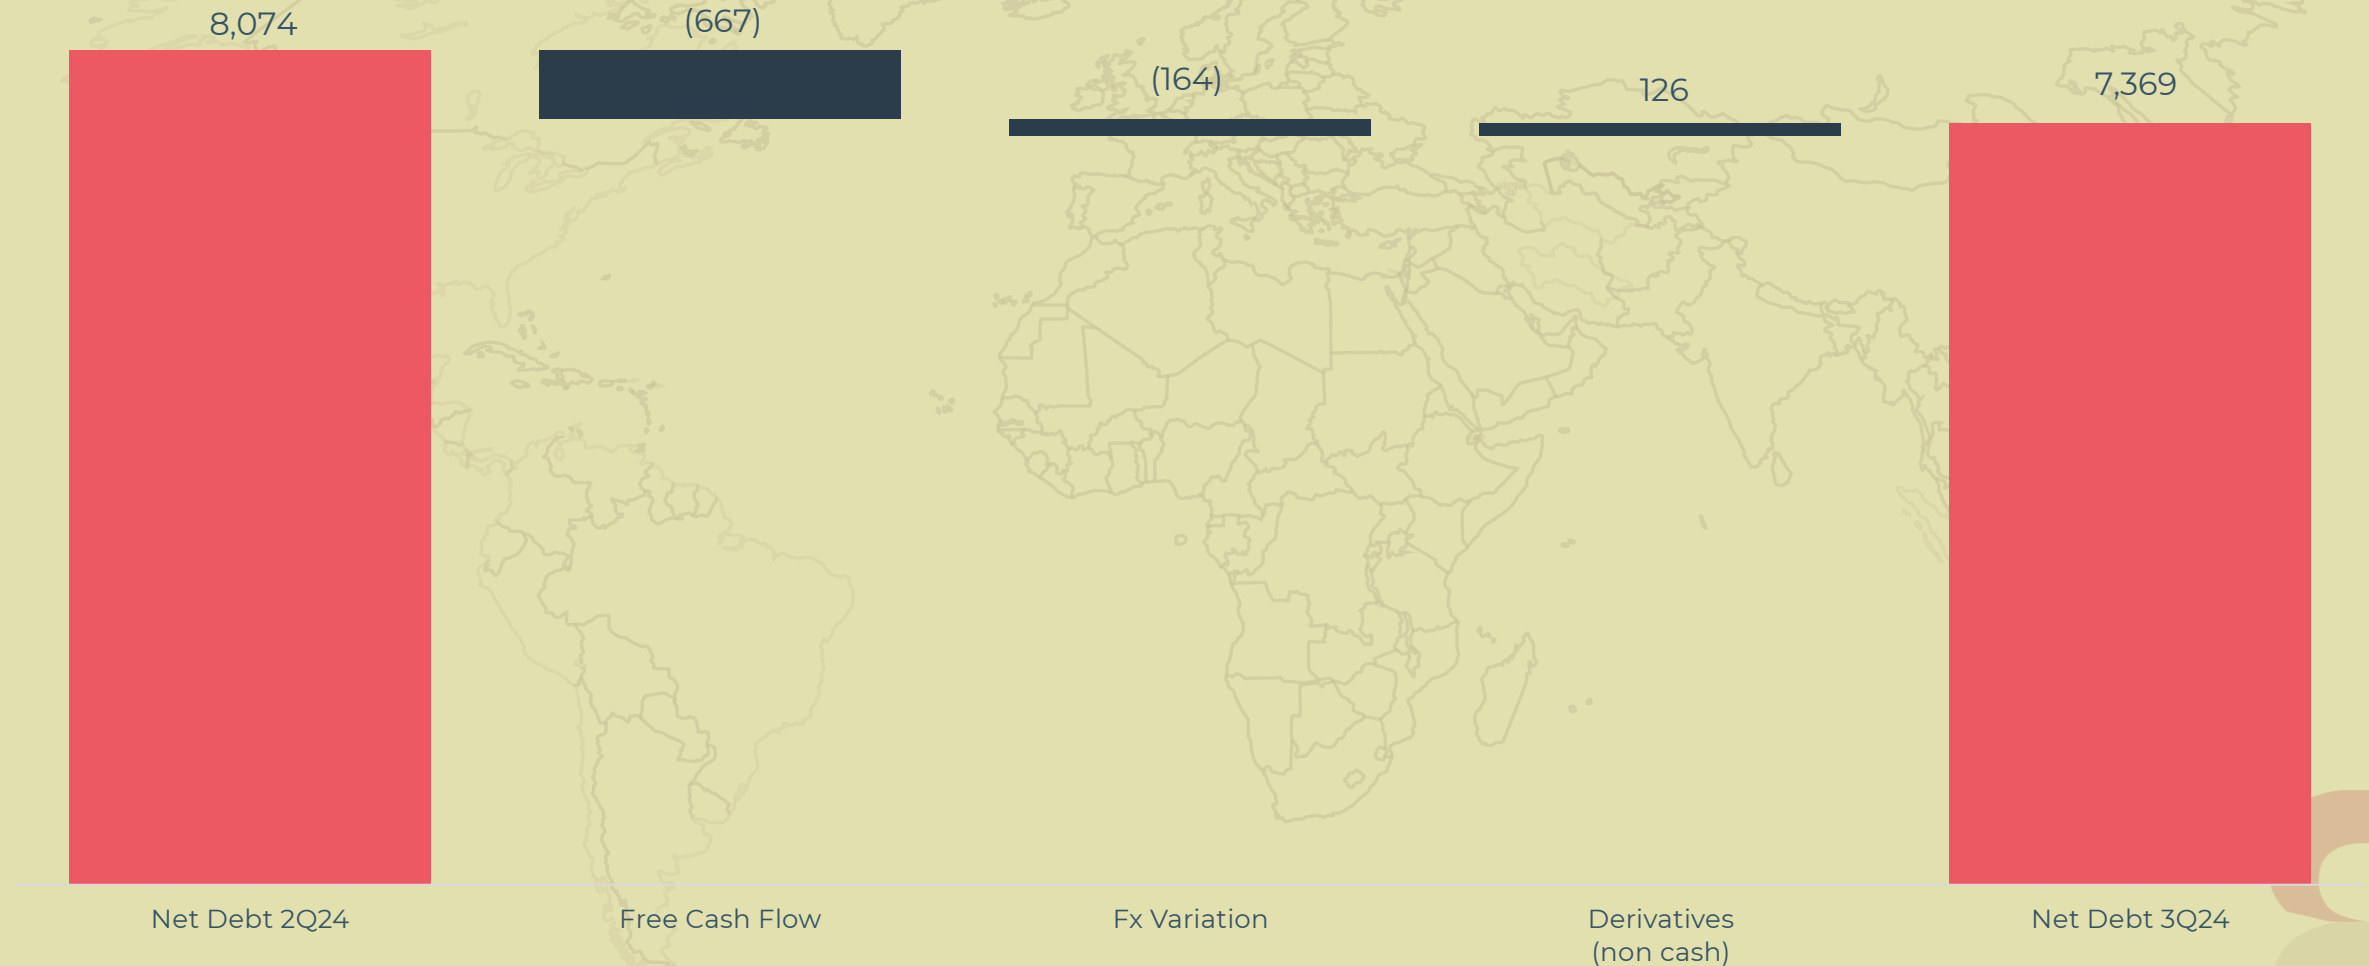 8,074
(667)
(164)
126
7,369
Net Debt 2Q24
Free Cash Flow
Fx Variation
Derivatives
(non cash)
Net Debt 3Q24